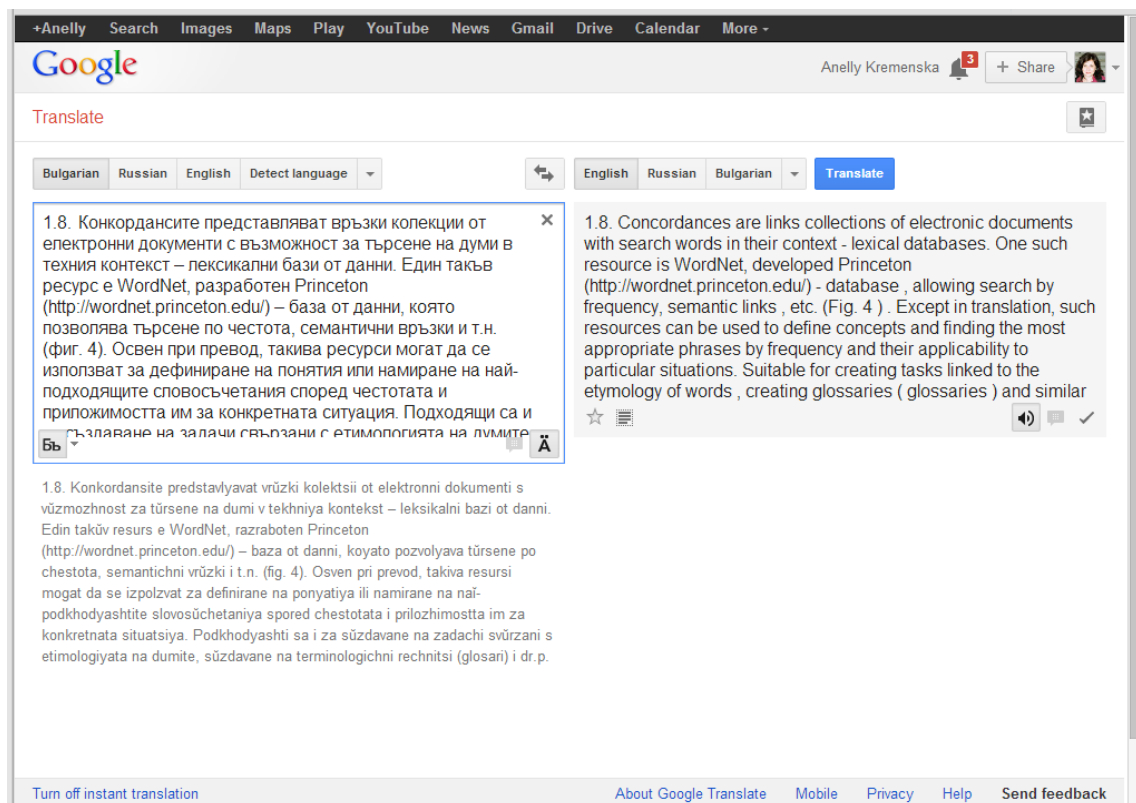 +Anelly Search Images Maps Play YouTube News Gmail Drive Calendar More
Google
Anelly Kremenska 3 + Share
Translate
Bulgarian Russian English Detect language
English Russian Bulgarian Translate
1.8. Конкордансите представляват връзки колекции от
електронни документи с възможност за търсене на думи в
техния контекст – лексикални бази от данни. Един такъв
ресурс е WordNet, разработен Princeton
(http://wordnet.princeton.edu/) – база от данни, която
позволява търсене по честота, семантични връзки и т.н.
(фиг. 4). Освен при превод, такива ресурси могат да се
използват за дефиниране на понятия или намиране на най-
подходящите словосъчетания според честотата и
приложимостта им за конкретната ситуация. Подходящи са и
създаване на задачи свързани с етимологията на думите
Бъ Ä
1.8. Concordances are links collections of electronic documents
with search words in their context - lexical databases. One such
resource is WordNet, developed Princeton
(http://wordnet.princeton.edu/) - database , allowing search by
frequency, semantic links , etc. (Fig. 4 ) . Except in translation, such
resources can be used to define concepts and finding the most
appropriate phrases by frequency and their applicability to
particular situations. Suitable for creating tasks linked to the
etymology of words , creating glossaries ( glossaries ) and similar
1.8. Konkordansite predstavlyavat vrŭzki kolektsii ot elektronni dokumenti s
vŭzmozhnost za tŭrsene na dumi v tekhniya kontekst – leksikalni bazi ot danni.
Edin takŭv resurs e WordNet, razraboten Princeton
(http://wordnet.princeton.edu/) – baza ot danni, koyato pozvolyava tŭrsene po
chestota, semantichni vrŭzki i t.n. (fig. 4). Osven pri prevod, takiva resursi
mogat da se izpolzvat za definirane na ponyatiya ili namirane na naĭ-
podkhodyashtite slovosŭchetaniya spored chestotata i prilozhimostta im za
konkretnata situatsiya. Podkhodyashti sa i za sŭzdavane na zadachi svŭrzani s
etimologiyata na dumite, sŭzdavane na terminologichni rechnitsi (glosari) i dr.p.
Turn off instant translation
About Google Translate Mobile Privacy Help Send feedback